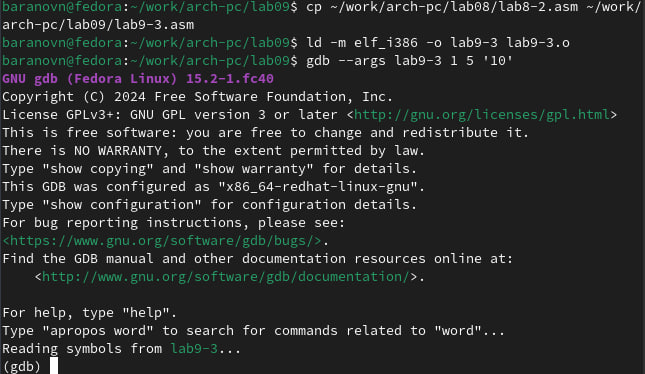 baranovn@fedora:~/work/arch-pc/lab09$ cp ~/work/arch-pc/lab08/lab8-2.asm ~/work/
arch-pc/lab09/lab9-3.asm
baranovn@fedora:~/work/arch-pc/lab09$ ld -m elf_i386 -o lab9-3 lab9-3.o
baranovn@fedora:~/work/arch-pc/lab09$ gdb --args lab9-3 1 5 '10'
GNU gdb (Fedora Linux) 15.2-1.fc40
Copyright (C) 2024 Free Software Foundation, Inc.
License GPLv3+: GNU GPL version 3 or later <http://gnu.org/licenses/gpl.html>
This is free software: you are free to change and redistribute it.
There is NO WARRANTY, to the extent permitted by law.
Type "show copying" and "show warranty" for details.
This GDB was configured as "x86_64-redhat-linux-gnu".
Type "show configuration" for configuration details.
For bug reporting instructions, please see:
<https://www.gnu.org/software/gdb/bugs/>.
Find the GDB manual and other documentation resources online at:
    <http://www.gnu.org/software/gdb/documentation/>.

For help, type "help".
Type "apropos word" to search for commands related to "word"...
Reading symbols from lab9-3...
(gdb)